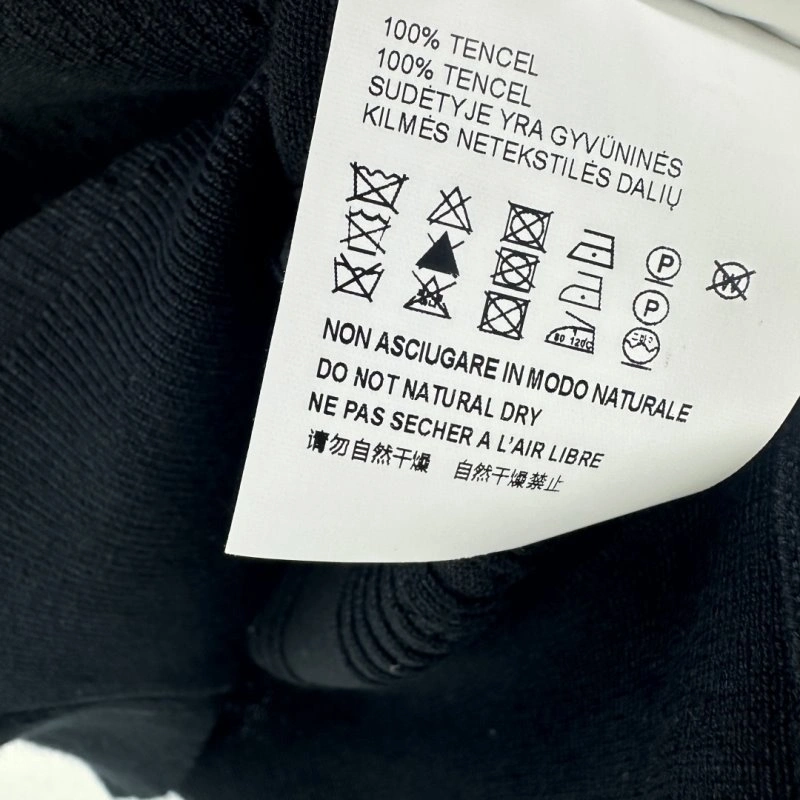 100% TENCEL
100% TENCEL
SUDĖTYJE YRA GYVŪNINĖS
KILMĖS NETEKSTILĖS DALIŲ
P
W
P
NON ASCIUGARE IN MODO NATURALE
DO NOT NATURAL DRY
NE PAS SECHER A L'AIR LIBRE
请勿自然干燥 自然干燥禁止